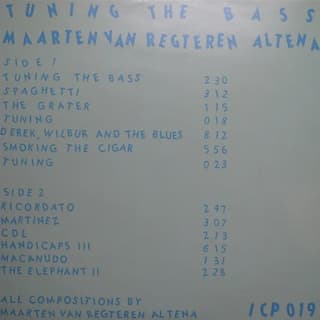 TUNING THE BASS
MAARTEN VAN REGTEREN ALTENA
SIDE 1
TUNING THE BASS 2 30
SPAGHETTI 3 12
THE GRATER 1 15
TUNING 0 18
DEREK, WILBUR AND THE BLUES 8 12
SMOKING THE CIGAR 5 56
TUNING 0 23
SIDE 2
RICORDATO 2 47
MARTINEZ 3 07
CDL 2 13
HANDICAPS III 6 15
MACANUDO 1 31
THE ELEPHANT II 2 28
ALL COMPOSITIONS BY
MAARTEN VAN REGTEREN ALTENA
ICP 019